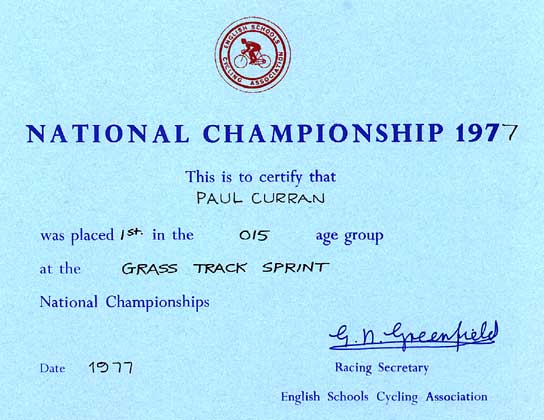 ENGLISH SCHOOLS
CYCLING ASSOCIATION
NATIONAL CHAMPIONSHIP 1977
This is to certify that
PAUL CURRAN
was placed 1st. in the 015 age group
at the GRASS TRACK SPRINT
National Championships
G. N. Greenfield
Date 1977 Racing Secretary
English Schools Cycling Association